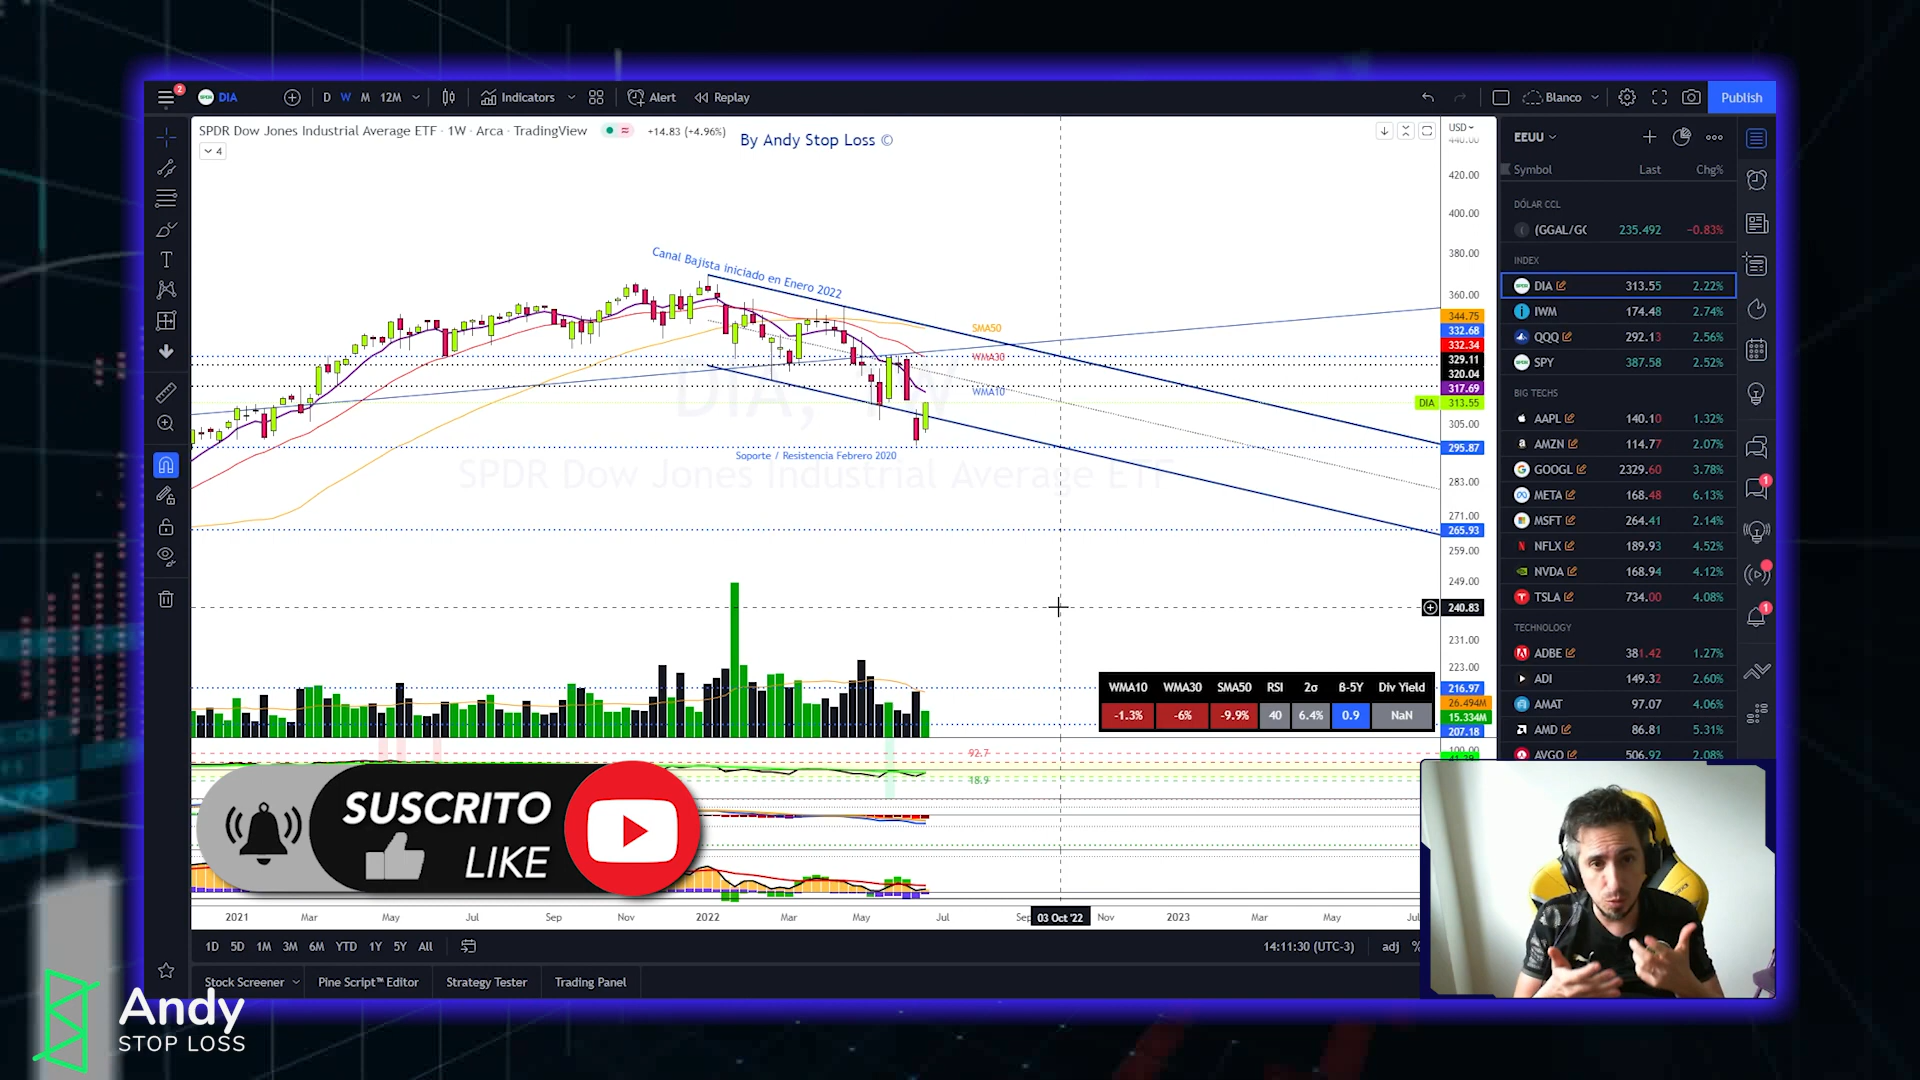 2
DIA
D W M 12M
Indicators
Alert
Replay
Blanco
Publish
SPDR Dow Jones Industrial Average ETF · 1W · Arca · TradingView
+14.83 (+4.96%)
By Andy Stop Loss ©
4
USD
440.00
420.00
400.00
380.00
360.00
344.75
332.68
332.34
329.11
320.04
317.69
DIA 313.55
305.00
295.87
283.00
271.00
265.93
259.00
249.00
240.83
231.00
223.00
216.97
26.494M
15.334M
207.18
100.00
Canal Bajista iniciado en Enero 2022
SMA50
WMA30
WMA10
DIA, 1W
SPDR Dow Jones Industrial Average ETF
Soporte / Resistencia Febrero 2020
WMA10 WMA30 SMA50 RSI 2σ ß-5Y Div Yield
-1.3% -6% -9.9% 40 6.4% 0.9 NaN
92.7
18.9
SUSCRITO
LIKE
2021 Mar May Jul Sep Nov 2022 Mar May Jul Sep 03 Oct '22 Nov 2023 Mar May Jul
1D 5D 1M 3M 6M YTD 1Y 5Y All
14:11:30 (UTC-3)
adj %
Stock Screener
Pine Script™ Editor
Strategy Tester
Trading Panel
EEUU
Symbol Last Chg%
DÓLAR CCL
(GGAL/GC 235.492 −0.83%
INDEX
DIA 313.55 2.22%
IWM 174.48 2.74%
QQQ 292.13 2.56%
SPY 387.58 2.52%
BIG TECHS
AAPL 140.10 1.32%
AMZN 114.77 2.07%
GOOGL 2329.60 3.78%
META 168.48 6.13%
MSFT 264.41 2.14%
NFLX 189.93 4.52%
NVDA 168.94 4.12%
TSLA 734.00 4.08%
TECHNOLOGY
ADBE 381.42 1.27%
ADI 149.32 2.60%
AMAT 97.07 4.06%
AMD 86.81 5.31%
AVGO 506.92 2.08%
1
1
Andy
STOP LOSS